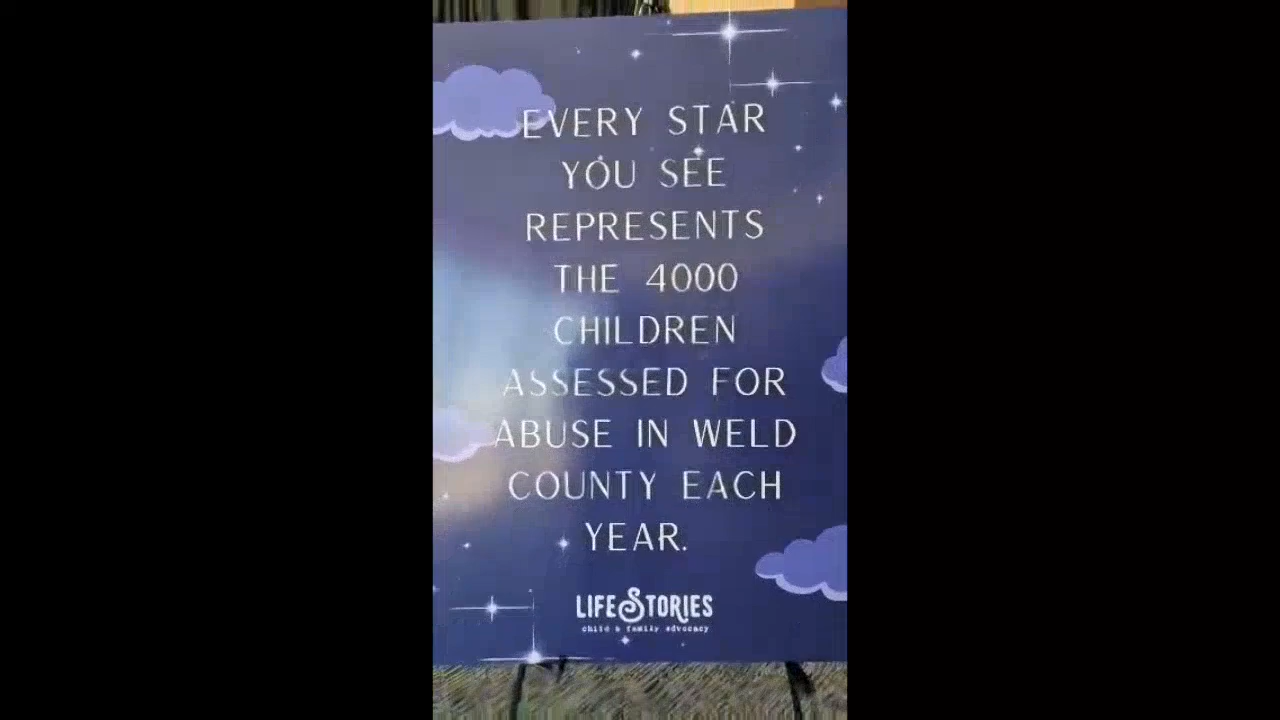 EVERY STAR
YOU SEE
REPRESENTS
THE 4000
CHILDREN
ASSESSED FOR
ABUSE IN WELD
COUNTY EACH
YEAR.
LIFESTORIES
child & family advocacy